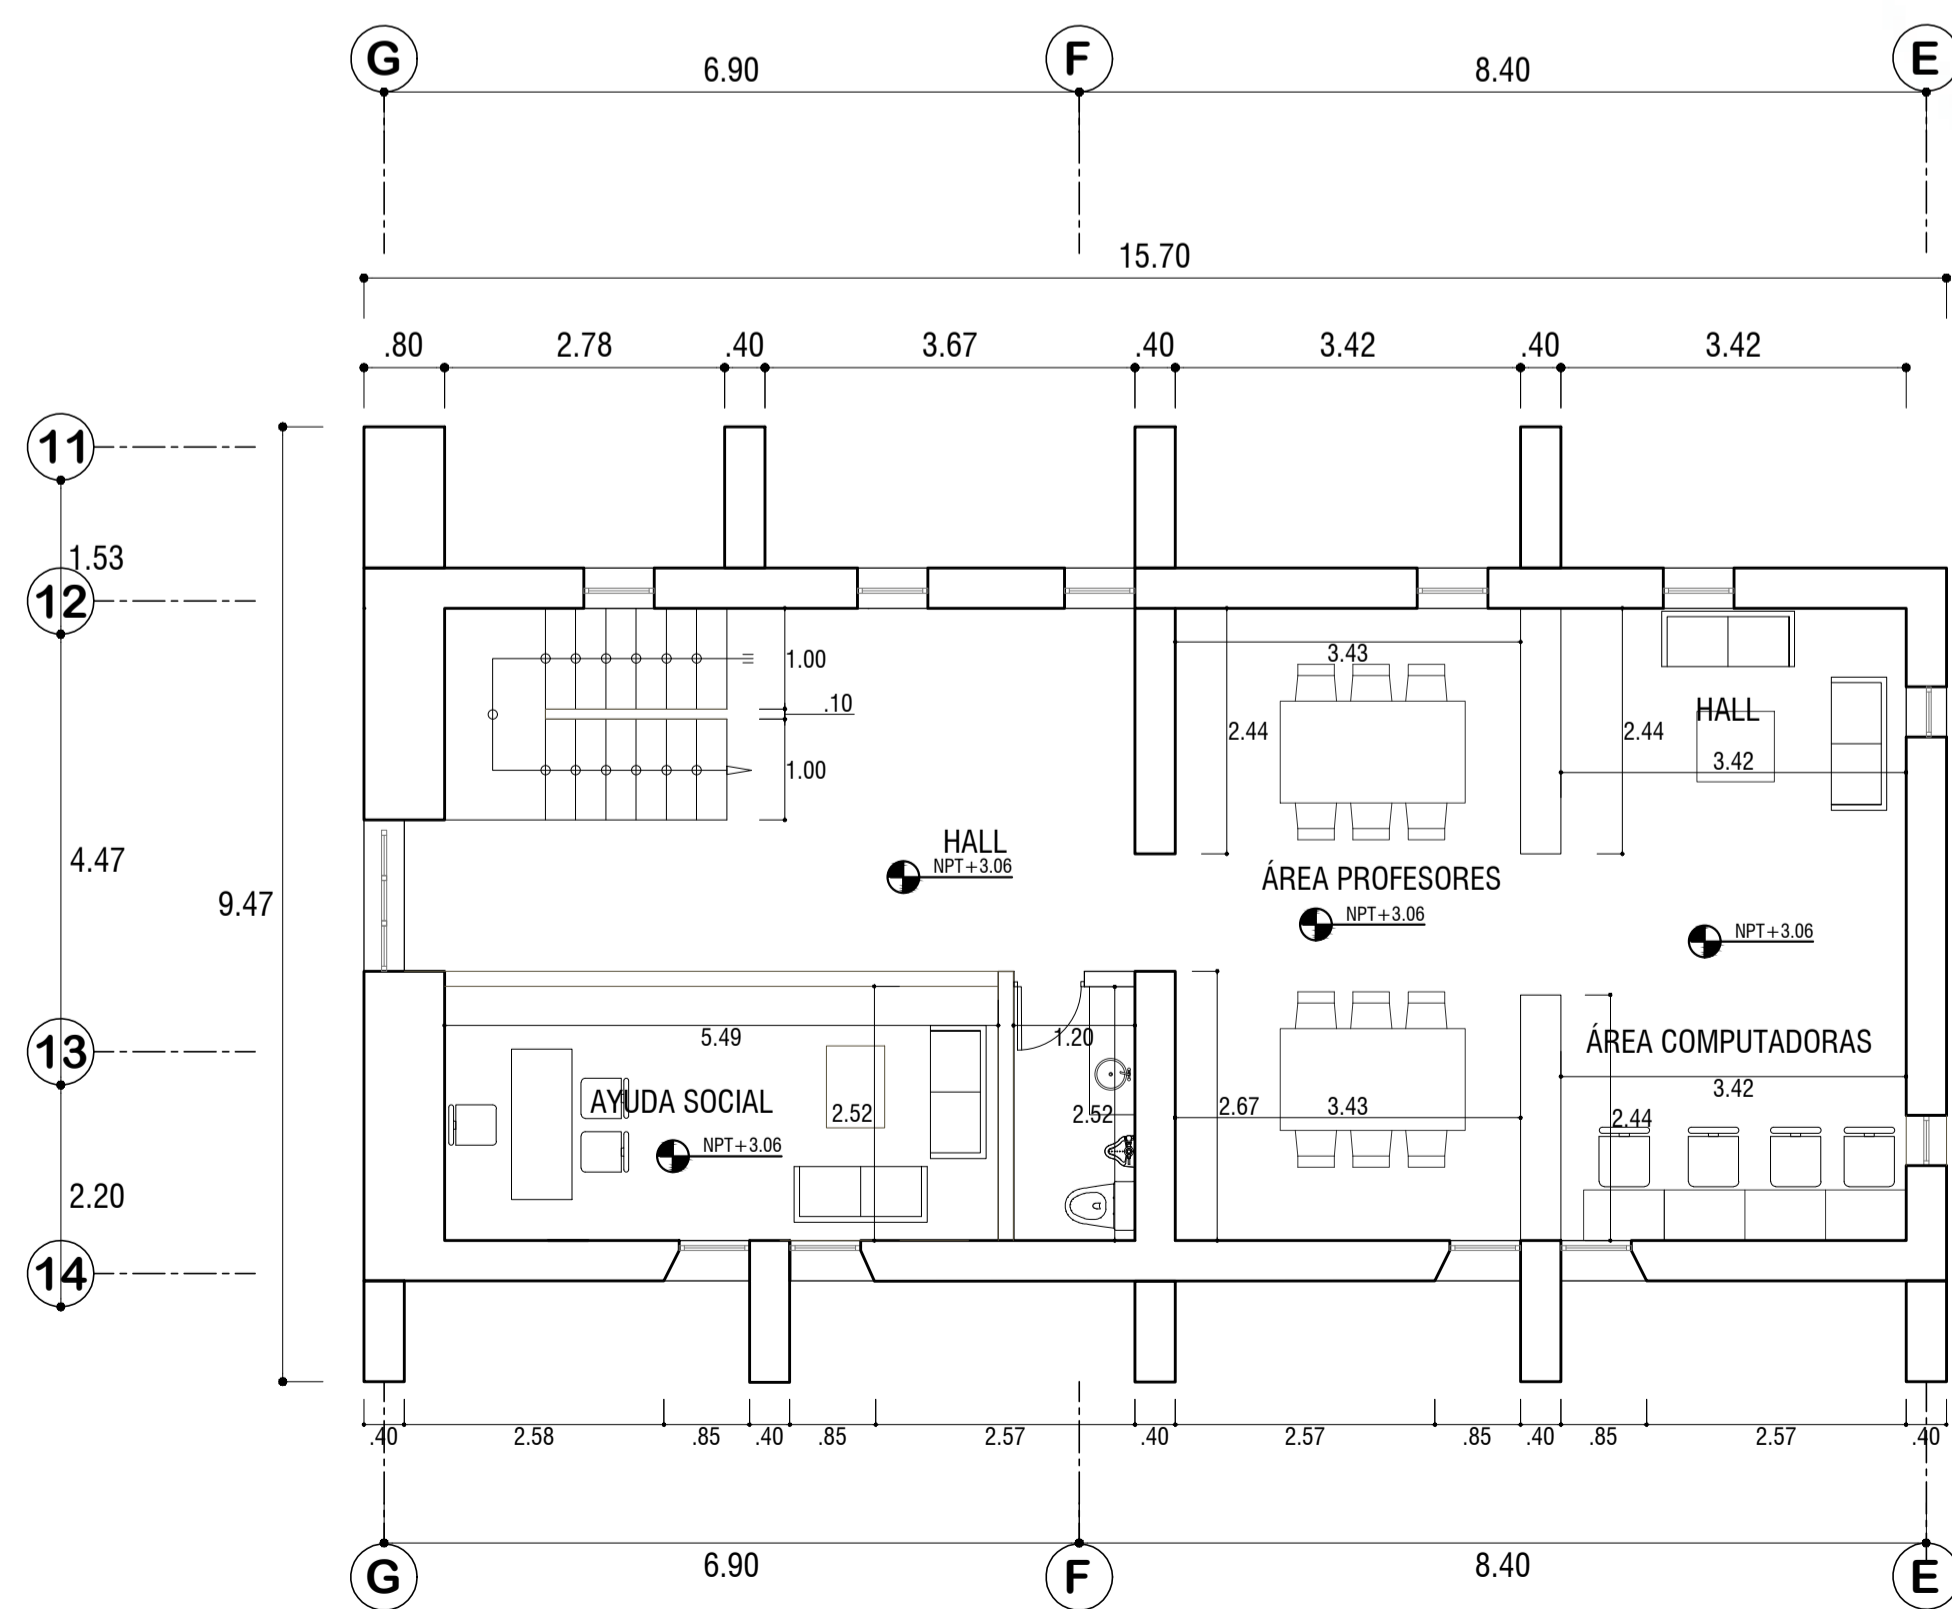 G F E
6.90 8.40
15.70
.80 2.78 .40 3.67 .40 3.42 .40 3.42
11
1.53
12
4.47
9.47
13
2.20
14
1.00
.10
1.00
3.43
2.44
2.44
HALL
3.42
HALL
NPT+3.06
ÁREA PROFESORES
NPT+3.06
NPT+3.06
5.49
1.20
ÁREA COMPUTADORAS
3.42
AYUDA SOCIAL
2.52
2.52
2.67
3.43
2.44
NPT+3.06
.40 2.58 .85 .40 .85 2.57 .40 2.57 .85 .40 .85 2.57 .40
6.90 8.40
G F E